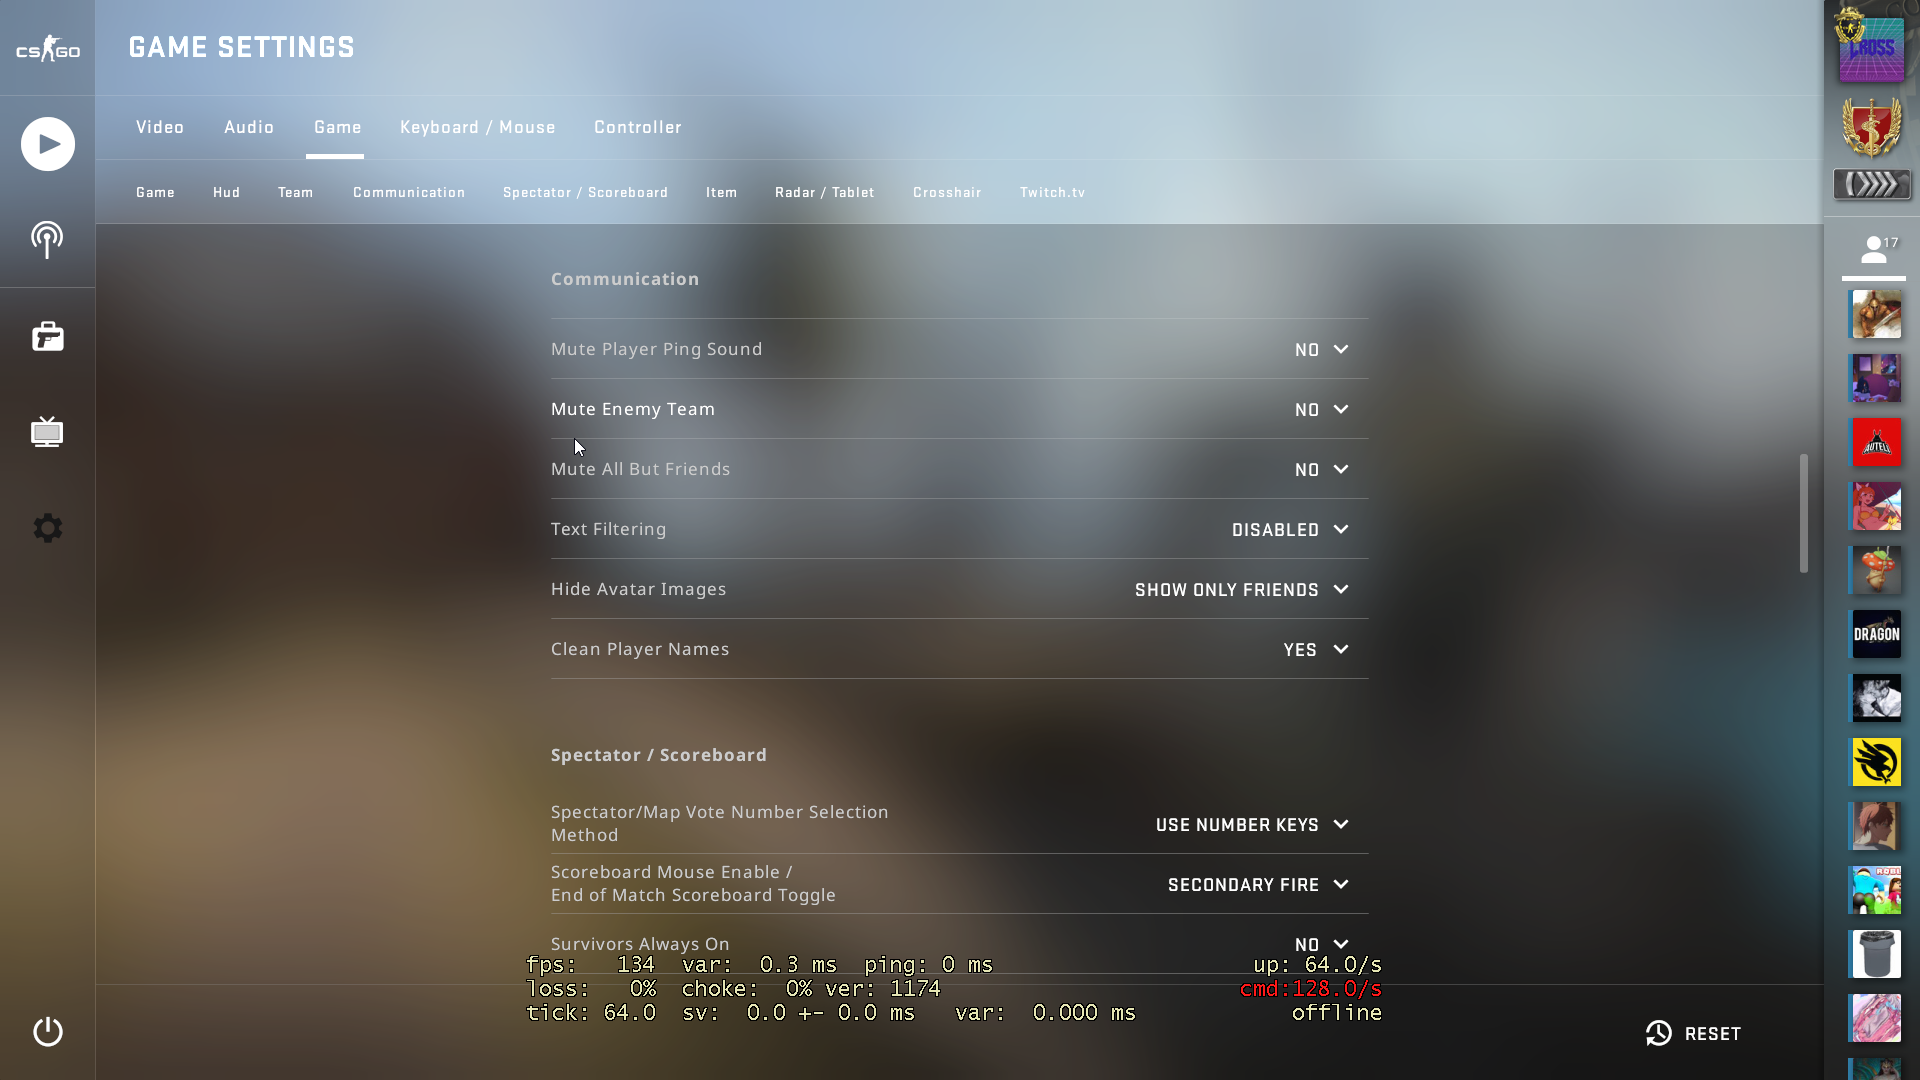 CS GO
GAME SETTINGS
Video Audio Game Keyboard / Mouse Controller
Game Hud Team Communication Spectator / Scoreboard Item Radar / Tablet Crosshair Twitch.tv
Communication
Mute Player Ping Sound NO
Mute Enemy Team NO
Mute All But Friends NO
Text Filtering DISABLED
Hide Avatar Images SHOW ONLY FRIENDS
Clean Player Names YES
Spectator / Scoreboard
Spectator/Map Vote Number Selection
Method USE NUMBER KEYS
Scoreboard Mouse Enable /
End of Match Scoreboard Toggle SECONDARY FIRE
Survivors Always On NO
fps: 134 var: 0.3 ms ping: 0 ms up: 64.0/s
loss: 0% choke: 0% ver: 1174 cmd:128.0/s
tick: 64.0 sv: 0.0 +- 0.0 ms var: 0.000 ms offline
RESET
CROSS
17
DRAGON